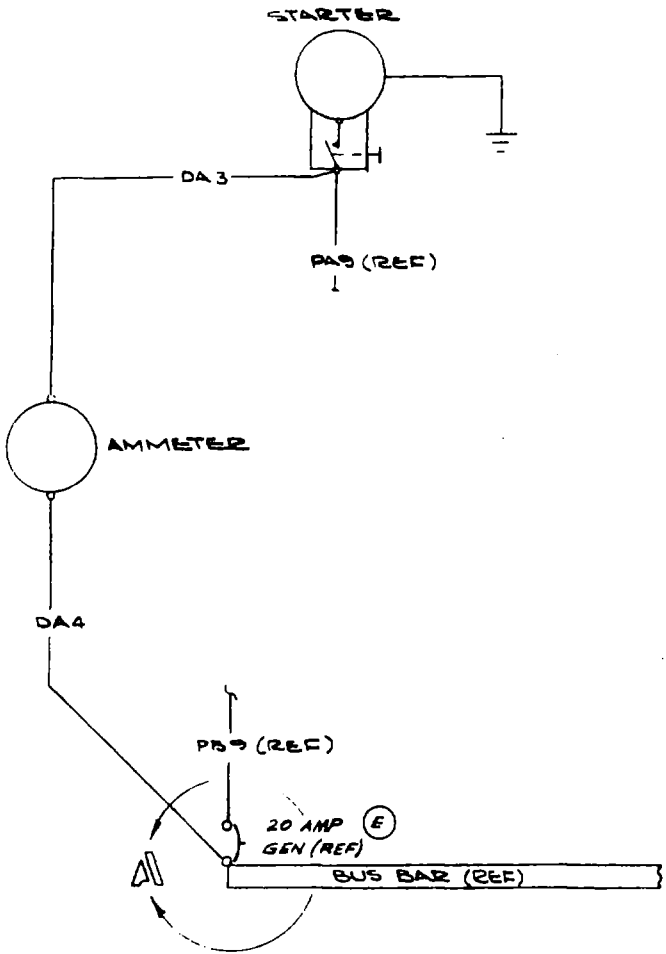 STARTER
DA3
PA9 (REF)
AMMETER
DA4
PB9 (REF)
20 AMP E
GEN (REF)
A
BUS BAR (REF)